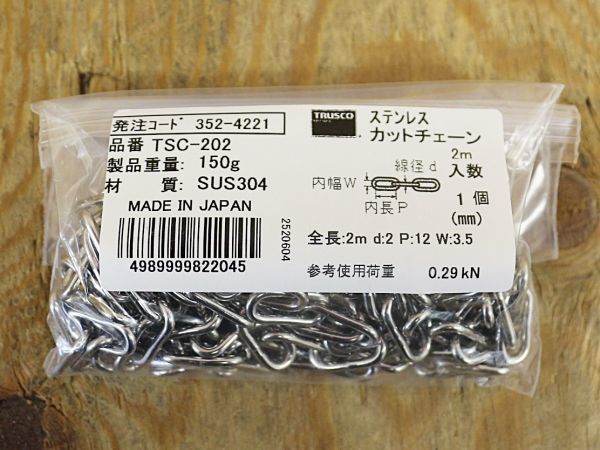 発注コード 352-4221
品番 TSC-202
製品重量: 150g
材 質: SUS304
MADE IN JAPAN
4989999822045
2520604
TRUSCO
ステンレス
カットチェーン
2m
入数
1個
(mm)
線径d
内幅W
内長P
全長:2m d:2 P:12 W:3.5
参考使用荷重 0.29kN